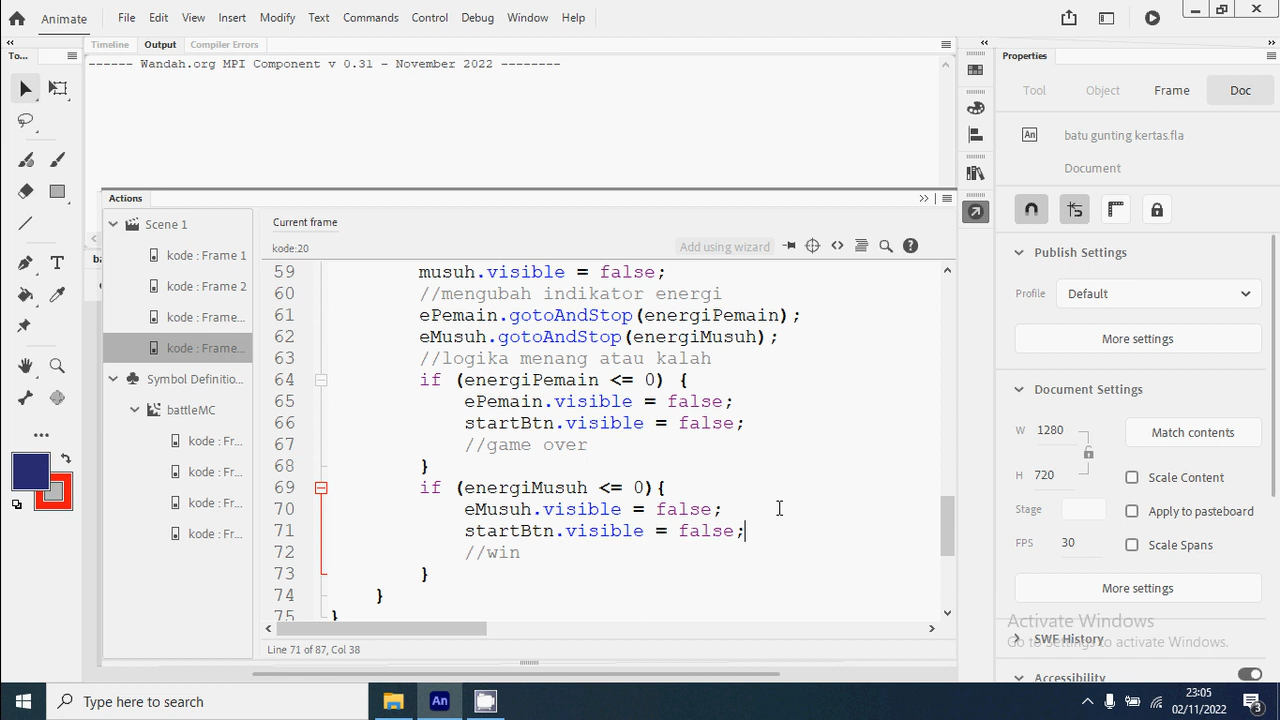 Animate File Edit View Insert Modify Text Commands Control Debug Window Help
Timeline Output Compiler Errors
To...
------ Wandah.org MPI Component v 0.31 - November 2022 --------
Actions
Scene 1
kode : Frame 1
kode : Frame 2
kode : Frame...
kode : Frame...
Symbol Definitio...
battleMC
kode : Fr...
kode : Fr...
kode : Fr...
kode : Fr...
Current frame
kode:20
Add using wizard
59 musuh.visible = false;
60 //mengubah indikator energi
61 ePemain.gotoAndStop(energiPemain);
62 eMusuh.gotoAndStop(energiMusuh);
63 //logika menang atau kalah
64 if (energiPemain <= 0) {
65 ePemain.visible = false;
66 startBtn.visible = false;
67 //game over
68 }
69 if (energiMusuh <= 0){
70 eMusuh.visible = false;
71 startBtn.visible = false;
72 //win
73 }
74 }
75 }
Line 71 of 87, Col 38
Properties
Tool Object Frame Doc
An batu gunting kertas.fla
Document
Publish Settings
Profile Default
More settings
Document Settings
W 1280 Match contents
H 720 Scale Content
Stage Apply to pasteboard
FPS 30 Scale Spans
More settings
SWF History
Accessibility
Activate Windows
Go to Settings to activate Windows.
Type here to search
An
23:05
02/11/2022
3